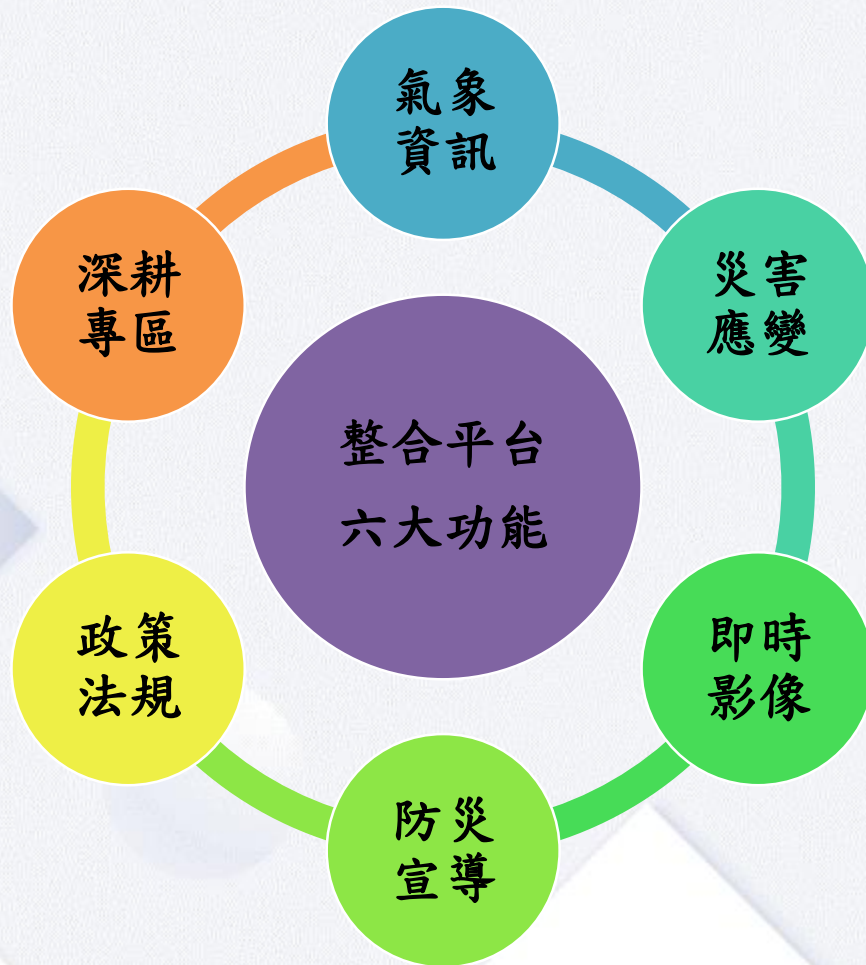 氣象
資訊
災害
應變
即時
影像
防災
宣導
政策
法規
深耕
專區
整合平台
六大功能